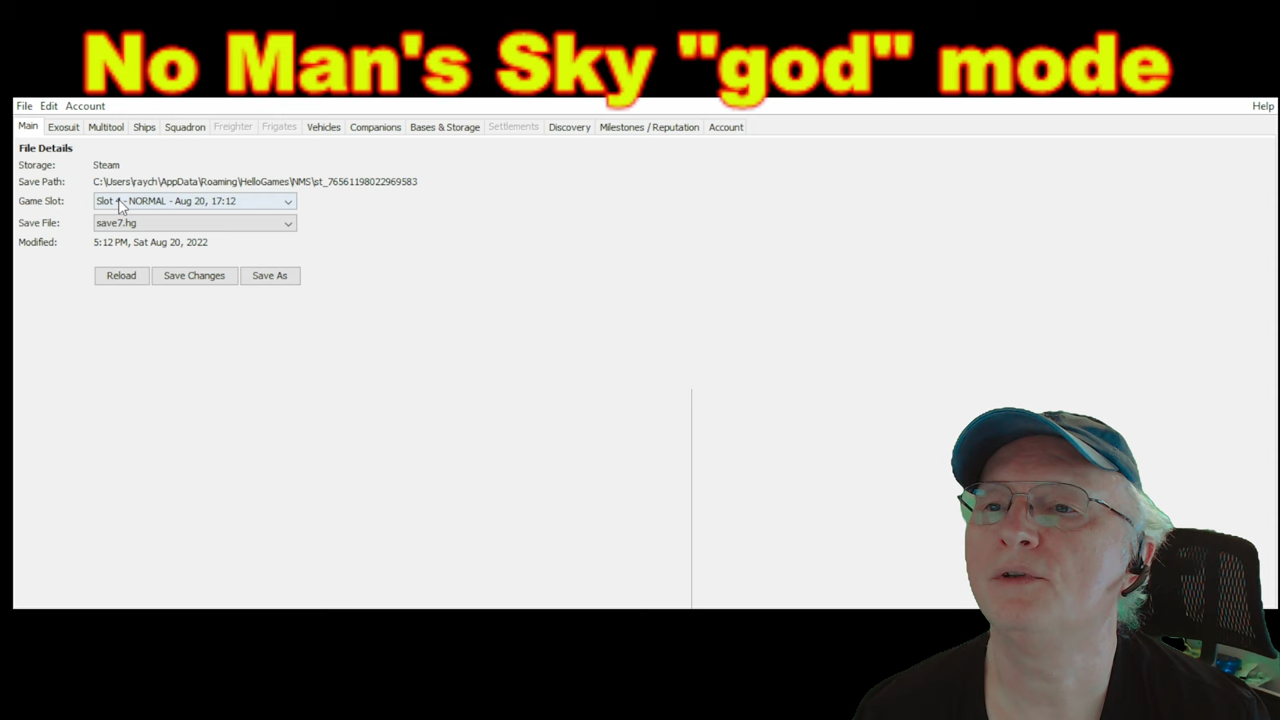 No Man's Sky "god" mode
File Edit Account Help
Main Exosuit Multitool Ships Squadron Freighter Frigates Vehicles Companions Bases & Storage Settlements Discovery Milestones / Reputation Account
File Details
Storage: Steam
Save Path: C:\Users\raych\AppData\Roaming\HelloGames\NMS\st_76561198022969583
Game Slot: Slot 4 - NORMAL - Aug 20, 17:12
Save File: save7.hg
Modified: 5:12 PM, Sat Aug 20, 2022
Reload Save Changes Save As